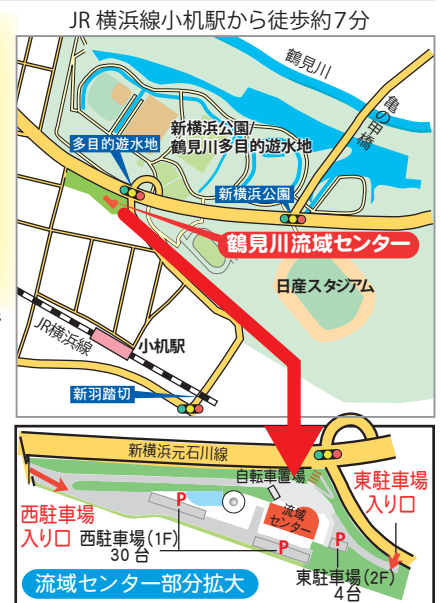 JR 横浜線小机駅から徒歩約7分
鶴見川
亀の甲橋
新横浜公園/
鶴見川多目的遊水地
多目的遊水地
新横浜公園
鶴見川流域センター
日産スタジアム
JR横浜線
小机駅
新羽踏切
新横浜元石川線
自転車置場
東駐車場
入り口
西駐車場
入り口
P
西駐車場(1F)
30台
流域
センター
P
P
東駐車場(2F)
4台
流域センター部分拡大